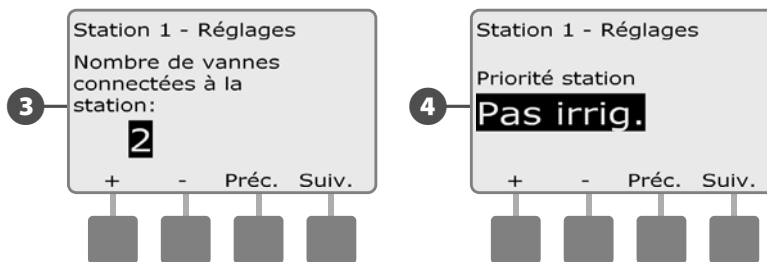 Station 1 - Réglages
Nombre de vannes
connectées à la
station:
2
+ - Préc. Suiv.
3
Station 1 - Réglages
Priorité station
Pas irrig.
+ - Préc. Suiv.
4